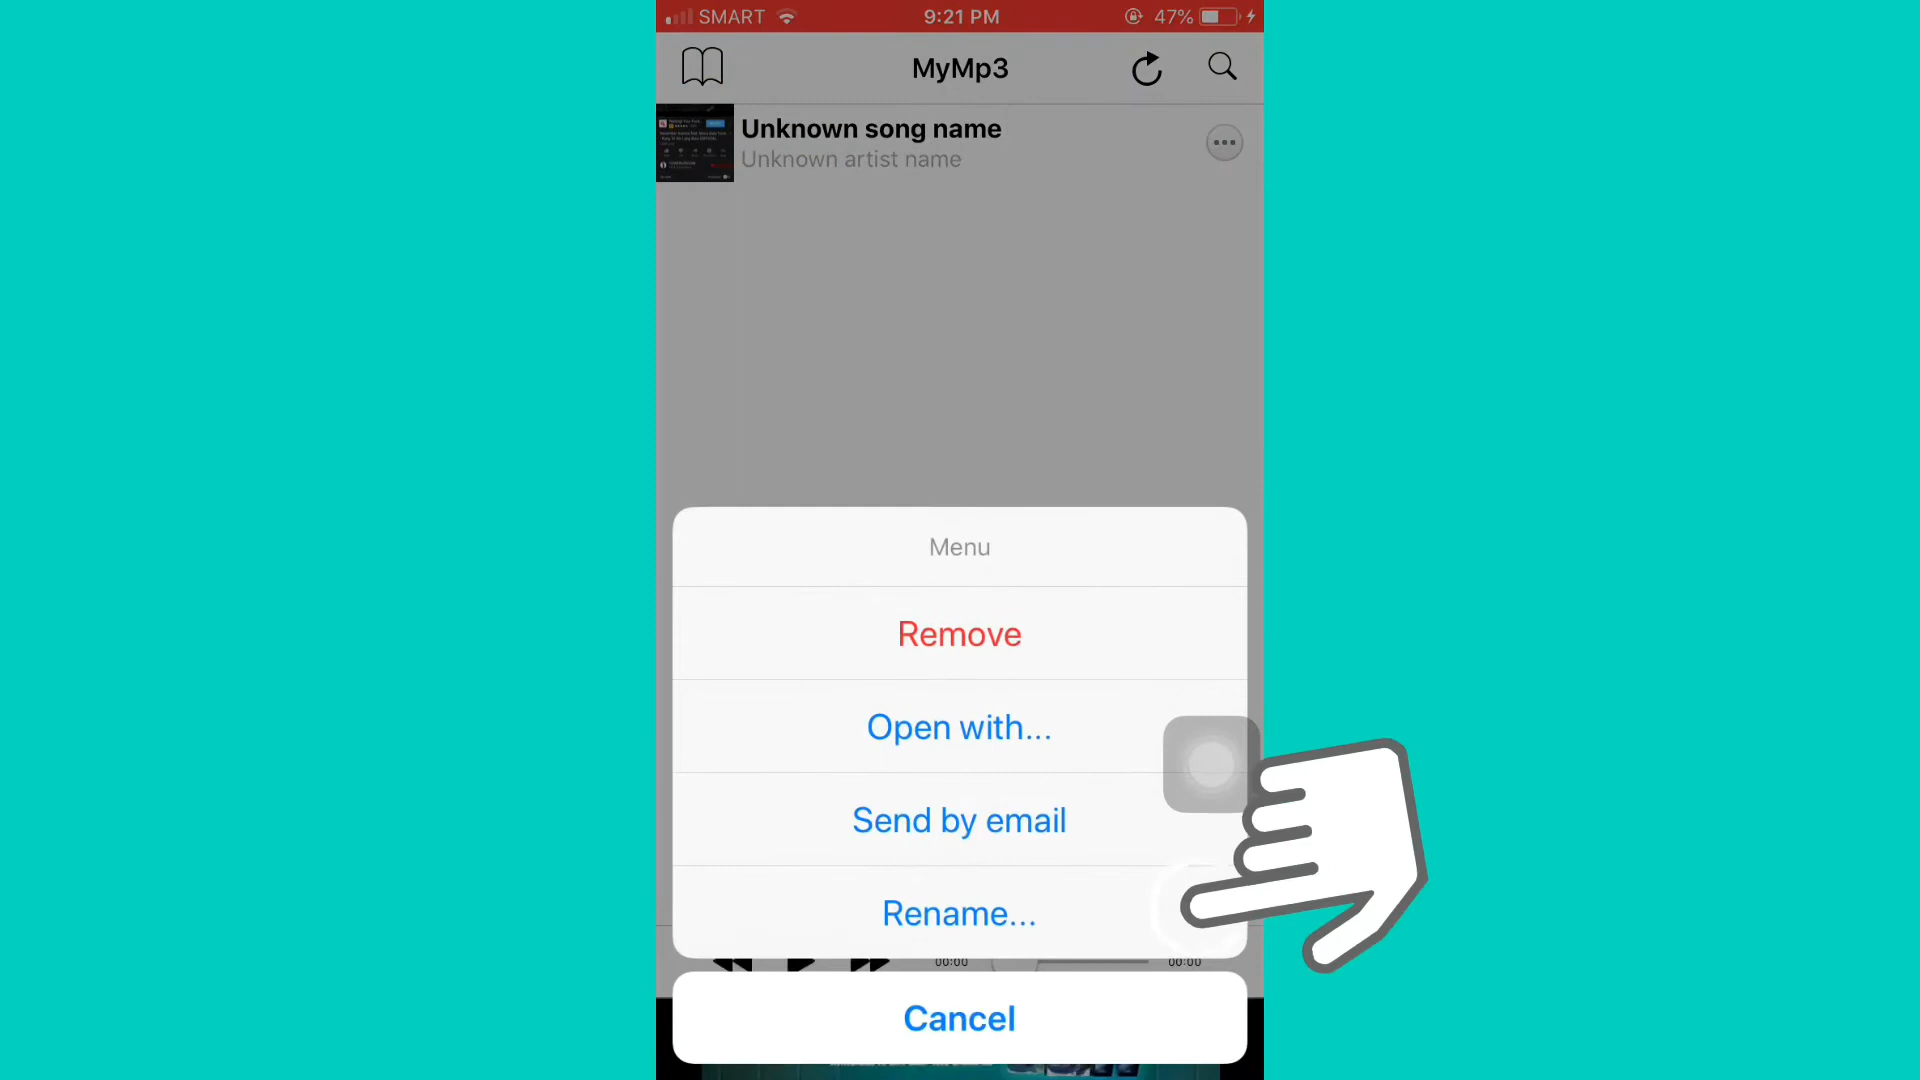 SMART 9:21 PM 47%
MyMp3
Unknown song name
Unknown artist name
Menu
Remove
Open with...
Send by email
Rename...
00:00 00:00
Cancel